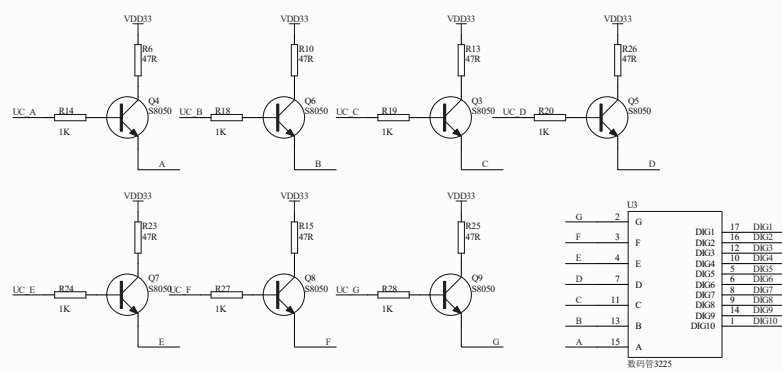 VDD33 VDD33 VDD33 VDD33
R6 R10 R13 R26
47R 47R 47R 47R
Q4 Q6 Q3 Q5
UC_A R14 S8050 UC_B R18 S8050 UC_C R19 S8050 UC_D R20 S8050
1K 1K 1K 1K
A B C D
VDD33 VDD33 VDD33
R23 R15 R25
47R 47R 47R
Q7 Q8 Q9
UC_E R24 S8050 UC_F R27 S8050 UC_G R28 S8050
1K 1K 1K
E F G
U3
G 2 G
F 3 F
E 4 E
D 7 D
C 11 C
B 13 B
A 15 A
DIG1 17 DIG1
DIG2 16 DIG2
DIG3 12 DIG3
DIG4 10 DIG4
DIG5 5 DIG5
DIG6 6 DIG6
DIG7 8 DIG7
DIG8 9 DIG8
DIG9 14 DIG9
DIG10 1 DIG10
数码管3225